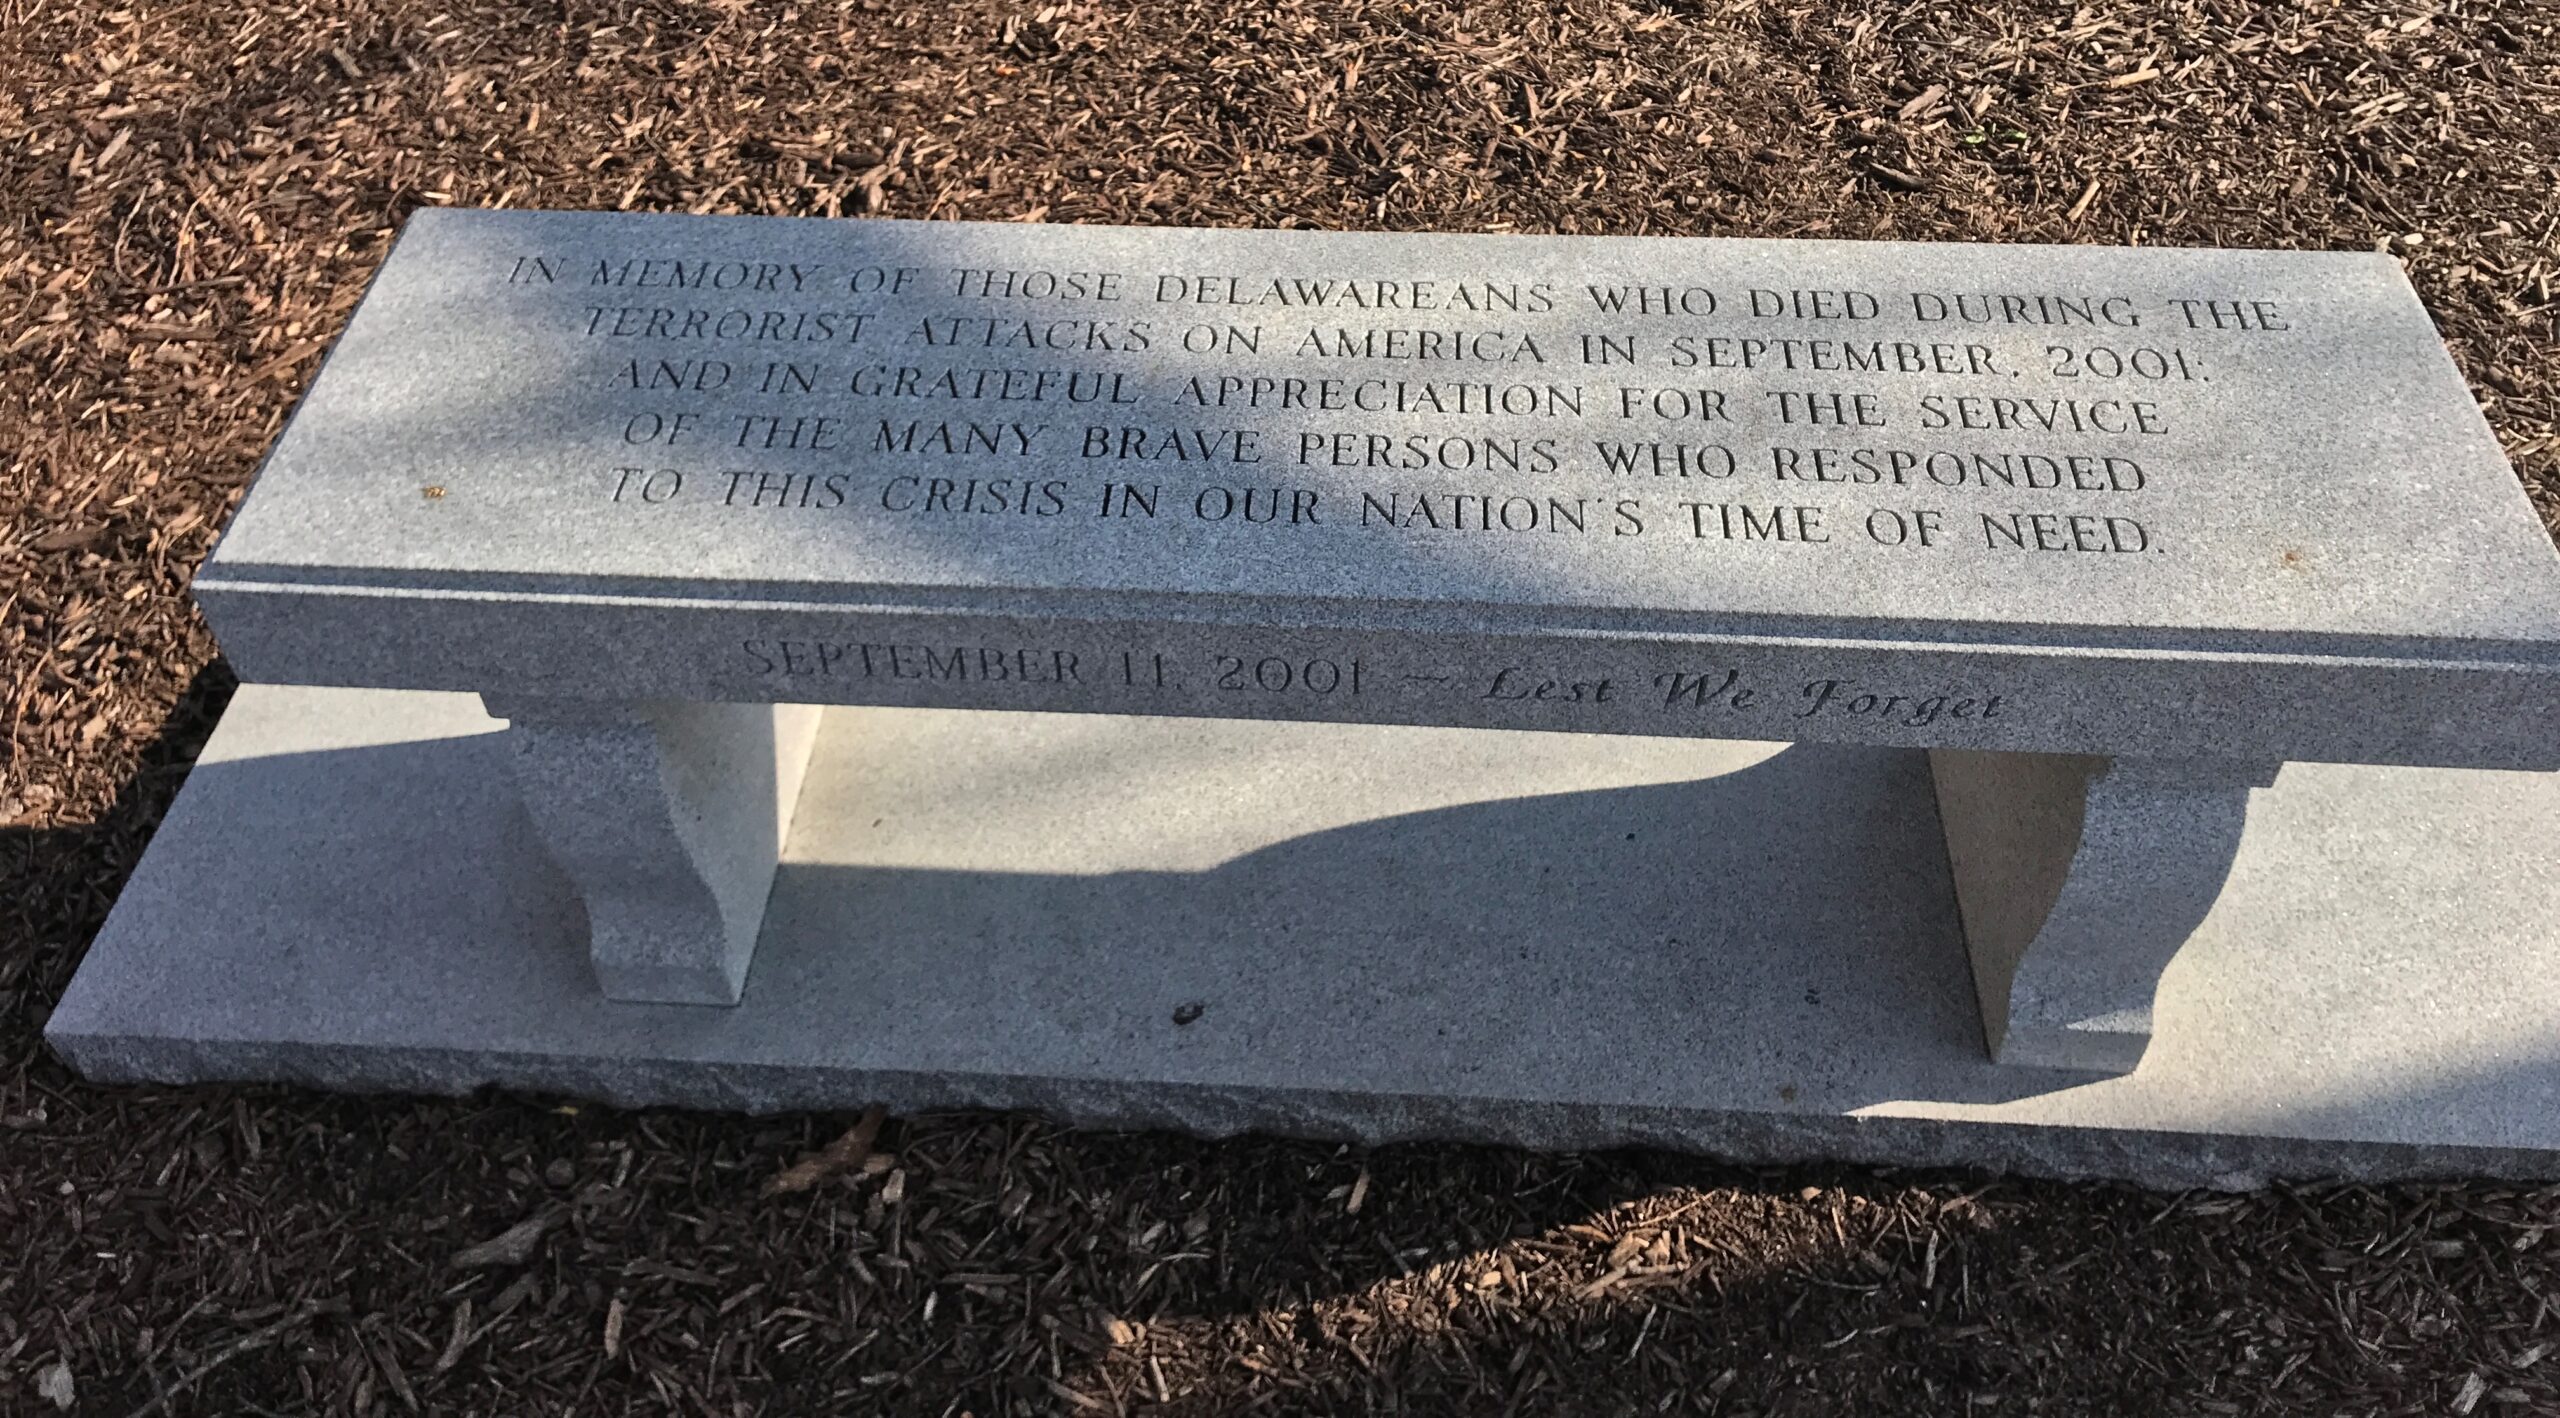 IN MEMORY OF THOSE DELAWAREANS WHO DIED DURING THE
TERRORIST ATTACKS ON AMERICA IN SEPTEMBER, 2001;
AND IN GRATEFUL APPRECIATION FOR THE SERVICE
OF THE MANY BRAVE PERSONS WHO RESPONDED
TO THIS CRISIS IN OUR NATION'S TIME OF NEED.
SEPTEMBER 11, 2001 — Lest We Forget